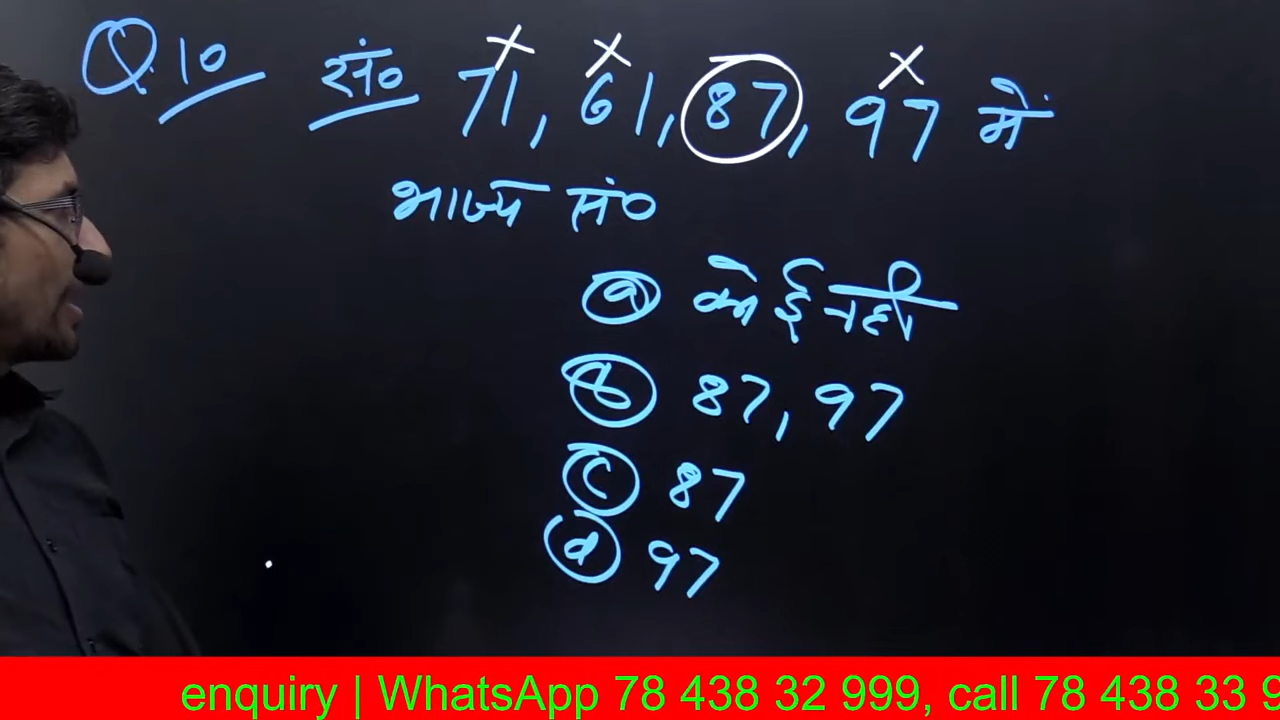 Q.10 सं० 71, 61, 87, 97 में
भाज्य सं०
a कोई नही
b 87, 97
c 87
d 97
enquiry | WhatsApp 78 438 32 999, call 78 438 33 9